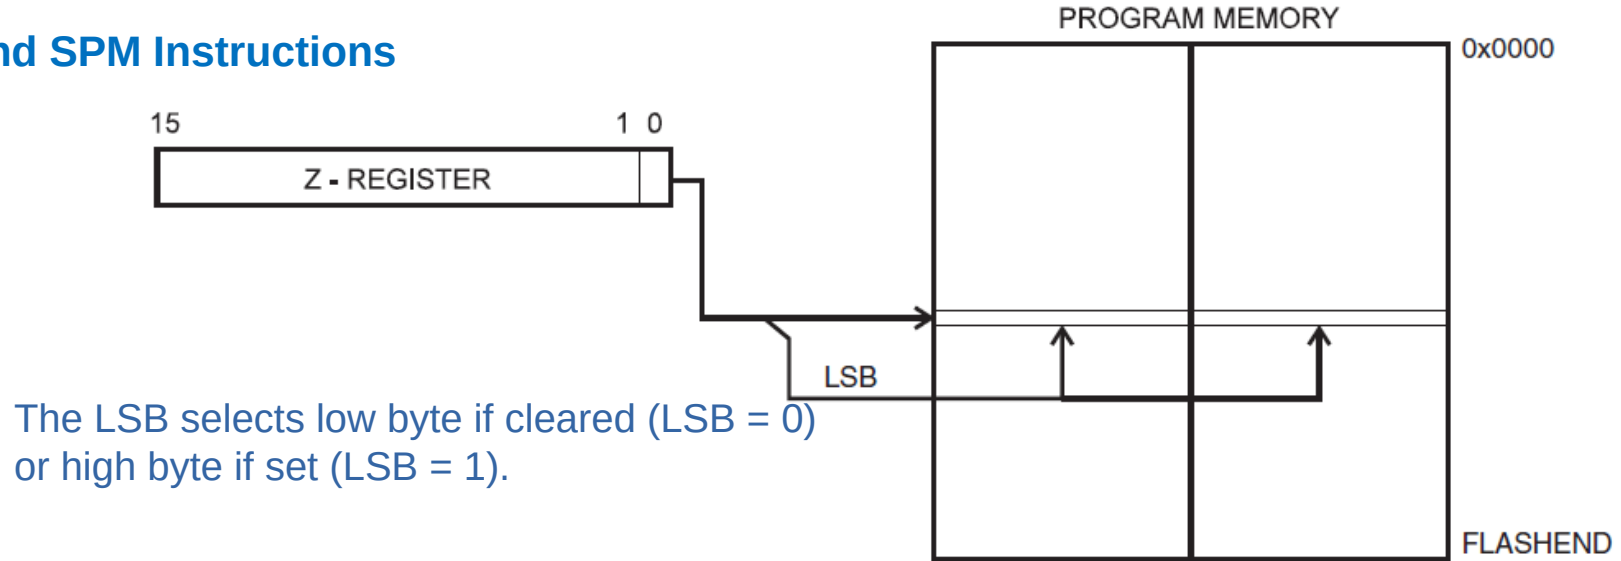 PROGRAM MEMORY
nd SPM Instructions
0x0000
15 1 0
Z - REGISTER
LSB
The LSB selects low byte if cleared (LSB = 0)
or high byte if set (LSB = 1).
FLASHEND